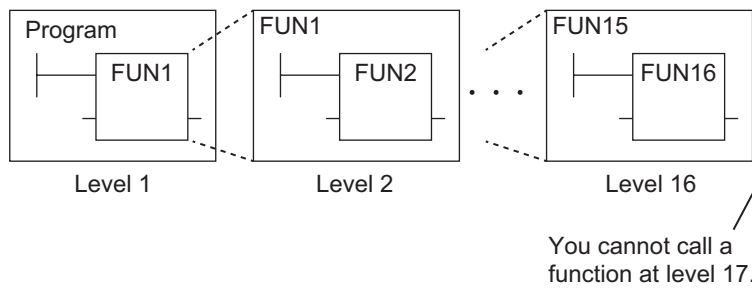 Program
FUN1
FUN1
FUN2
. . .
FUN15
FUN16
Level 1
Level 2
Level 16
You cannot call a
function at level 17.